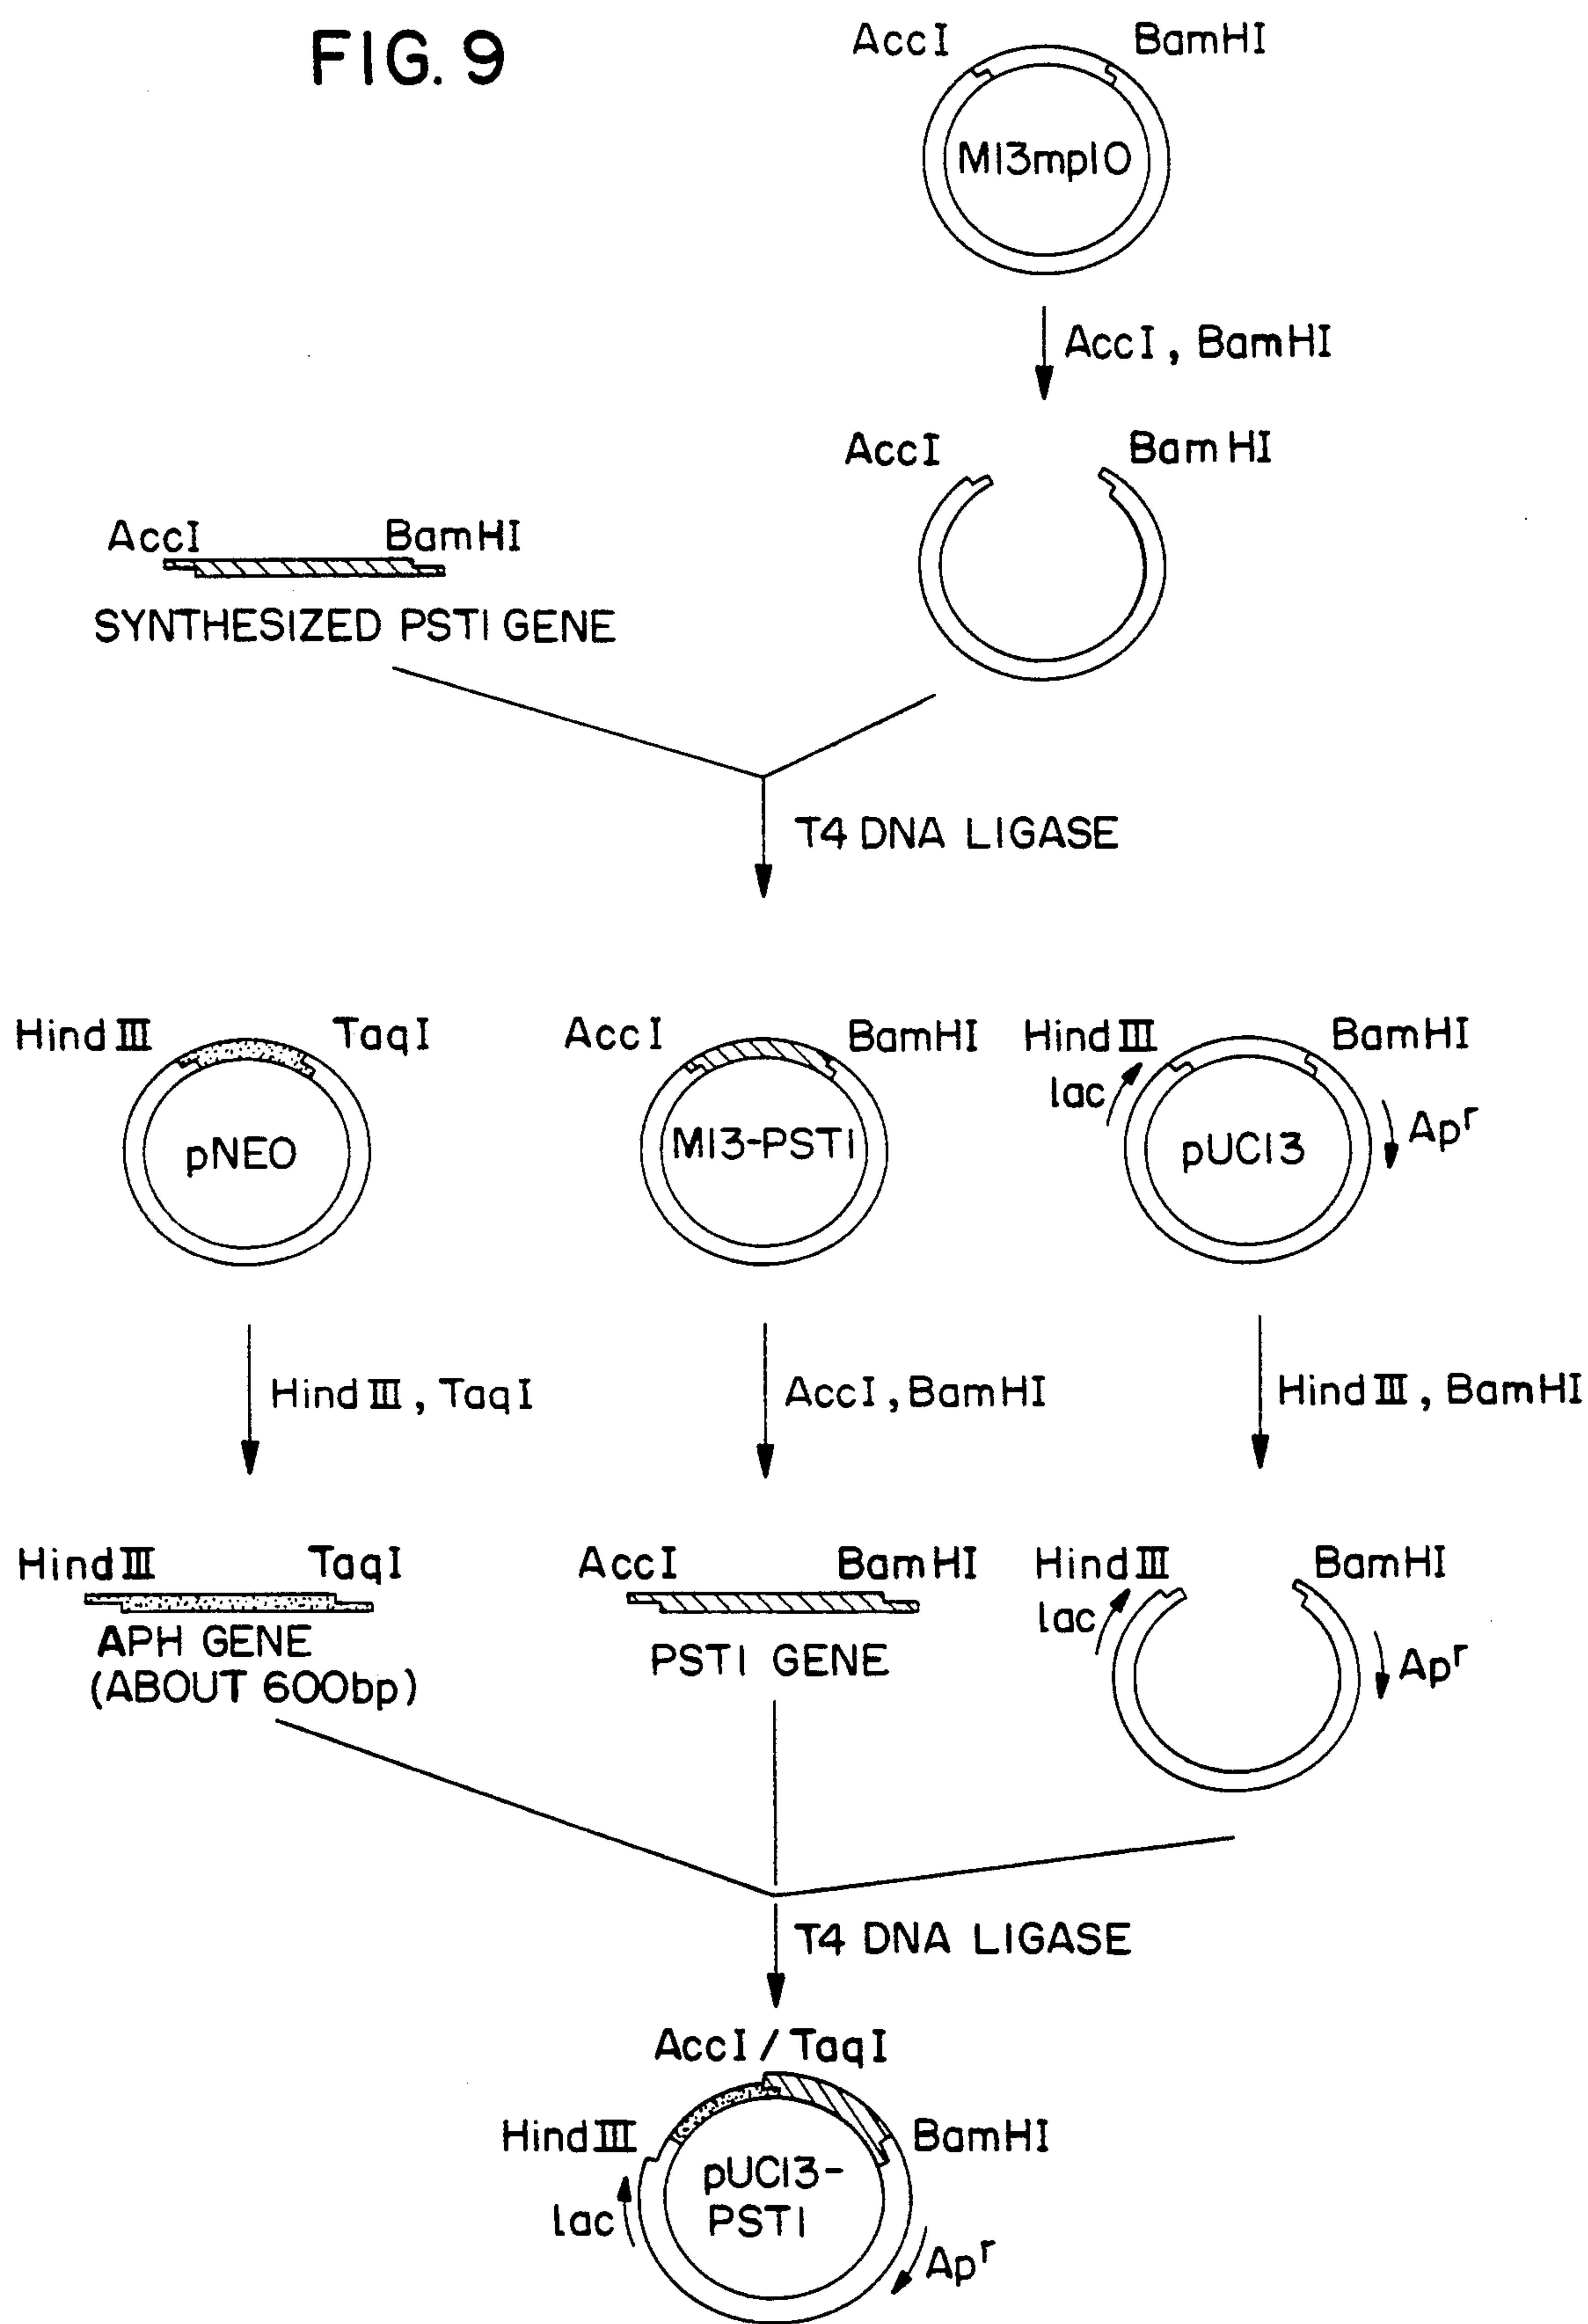 FIG. 9
AccI BamHI
M13mp10
AccI, BamHI
AccI BamHI
AccI BamHI
SYNTHESIZED PSTI GENE
T4 DNA LIGASE
HindIII TaqI
pNEO
AccI BamHI
M13-PSTI
HindIII BamHI
lac
Apr
pUC13
HindIII, TaqI
AccI, BamHI
HindIII, BamHI
HindIII TaqI
APH GENE
(ABOUT 600bp)
AccI BamHI
PSTI GENE
HindIII BamHI
lac
Apr
T4 DNA LIGASE
AccI / TaqI
HindIII BamHI
pUC13-
PSTI
lac
Apr